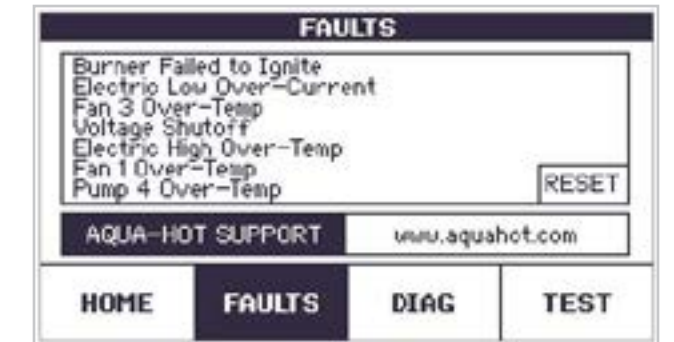 FAULTS
Burner Failed to Ignite
Electric Low Over-Current
Fan 3 Over-Temp
Voltage Shutoff
Electric High Over-Temp
Fan 1 Over-Temp
Pump 4 Over-Temp
RESET
AQUA-HOT SUPPORT www.aquahot.com
HOME FAULTS DIAG TEST